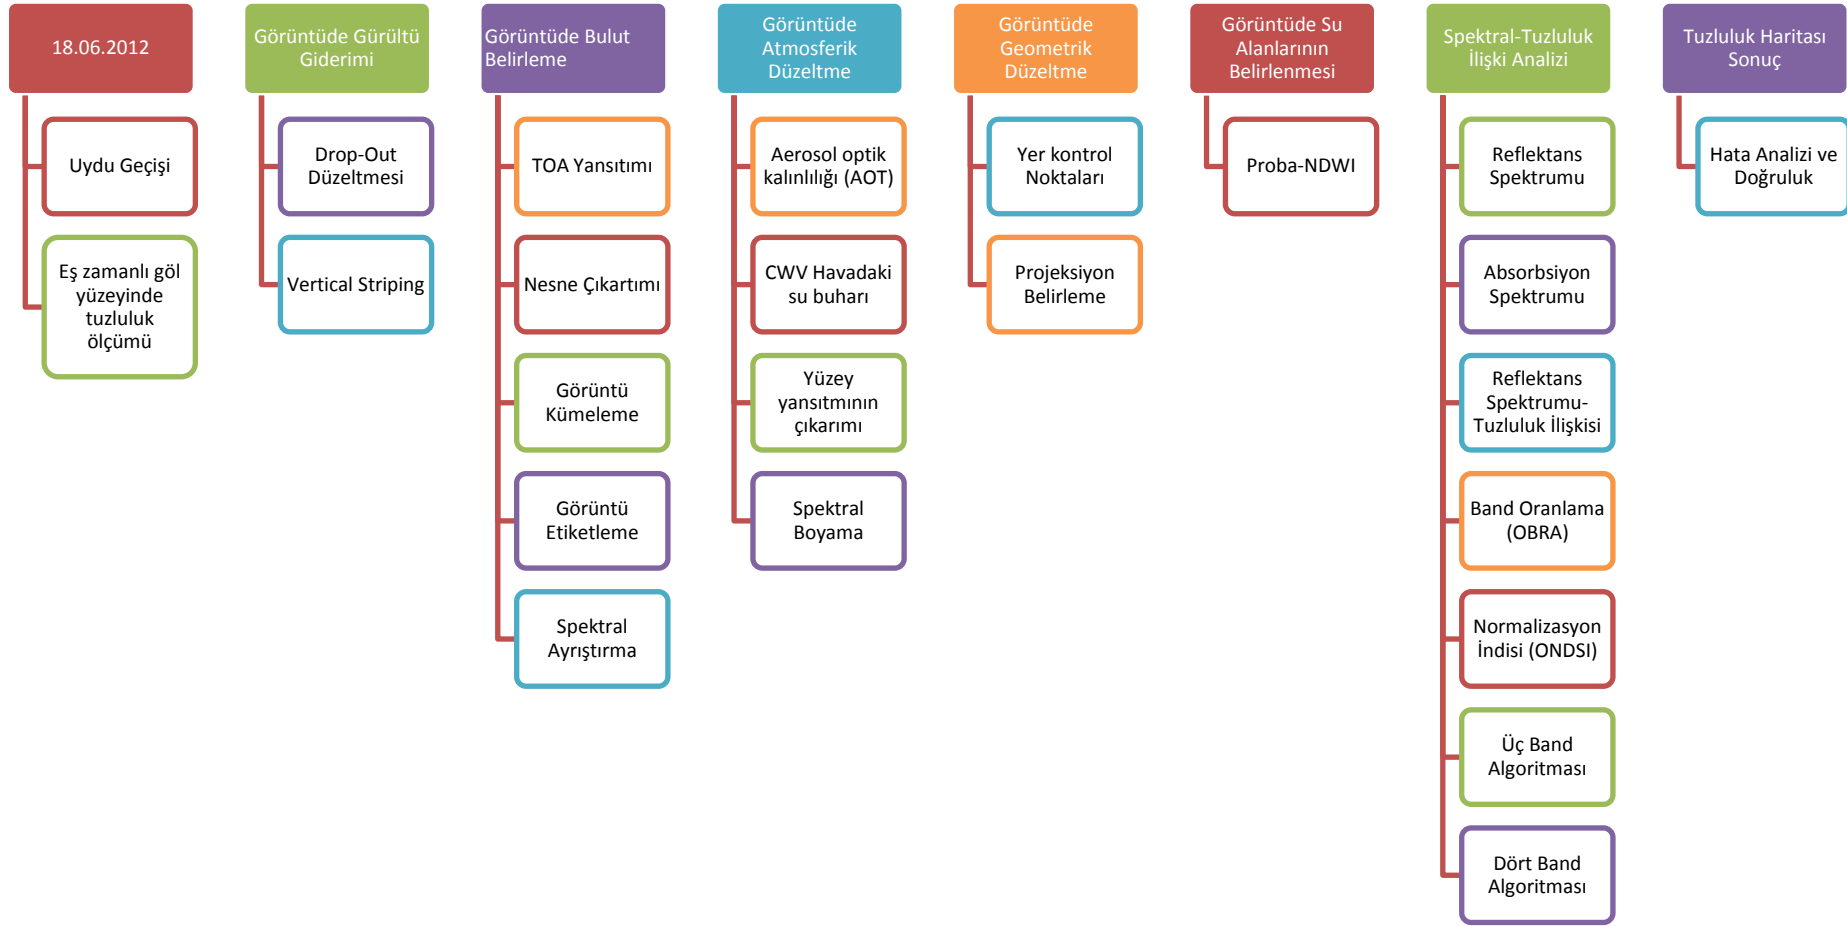 18.06.2012
Uydu Geçişi
Eş zamanlı göl
yüzeyinde
tuzluluk
ölçümü
Görüntüde Gürültü
Giderimi
Drop-Out
Düzeltmesi
Vertical Striping
Görüntüde Bulut
Belirleme
TOA Yansıtımı
Nesne Çıkartımı
Görüntü
Kümeleme
Görüntü
Etiketleme
Spektral
Ayrıştırma
Görüntüde
Atmosferik
Düzeltme
Aerosol optik
kalınlılığı (AOT)
CWV Havadaki
su buharı
Yüzey
yansıtmının
çıkarımı
Spektral
Boyama
Görüntüde
Geometrik
Düzeltme
Yer kontrol
Noktaları
Projeksiyon
Belirleme
Görüntüde Su
Alanlarının
Belirlenmesi
Proba-NDWI
Spektral-Tuzluluk
İlişki Analizi
Reflektans
Spektrumu
Absorbsiyon
Spektrumu
Reflektans
Spektrumu-
Tuzluluk İlişkisi
Band Oranlama
(OBRA)
Normalizasyon
İndisi (ONDSI)
Üç Band
Algoritması
Dört Band
Algoritması
Tuzluluk Haritası
Sonuç
Hata Analizi ve
Doğruluk